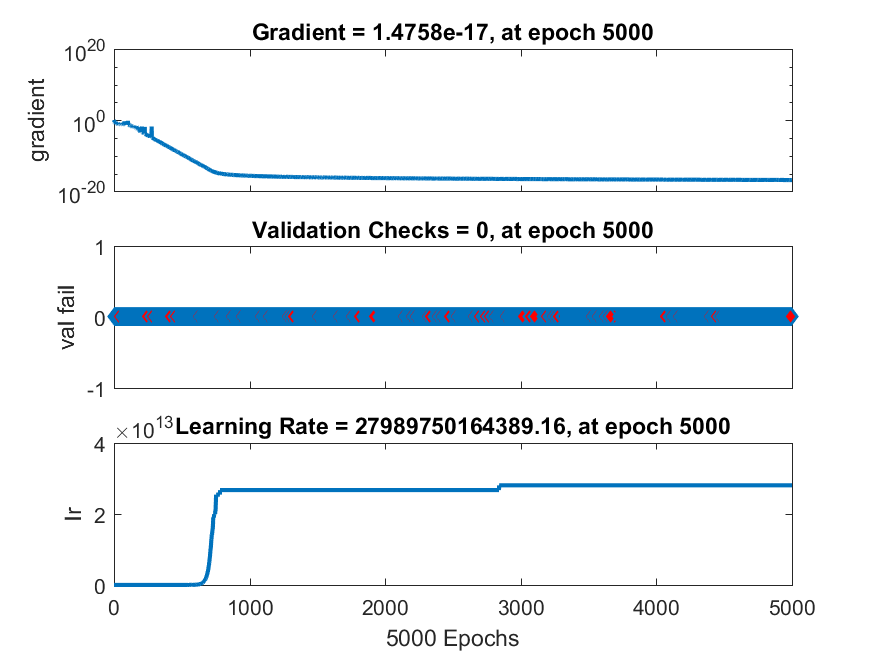 Gradient = 1.4758e-17, at epoch 5000
10^20
10^0
10^-20
gradient
Validation Checks = 0, at epoch 5000
1
0
-1
val fail
×10^13 Learning Rate = 27989750164389.16, at epoch 5000
4
2
0
lr
0 1000 2000 3000 4000 5000
5000 Epochs